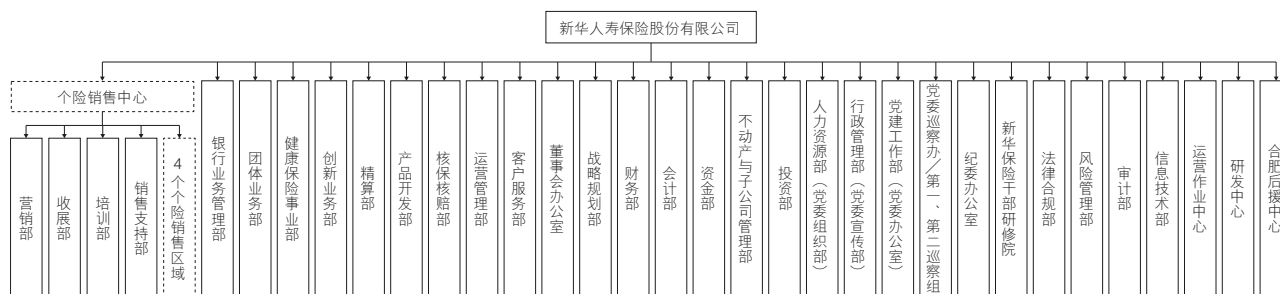 新华人寿保险股份有限公司
个险销售中心
营销部
收展部
培训部
销售支持部
4个个险销售区域
银行业务管理部
团体业务部
健康保险事业部
创新业务部
精算部
产品开发部
核保核赔部
运营管理部
客户服务部
董事会办公室
战略规划部
财务部
会计部
资金部
不动产与子公司管理部
投资部
人力资源部（党委组织部）
行政管理部（党委宣传部）
党建工作部（党委办公室）
党委巡察办／第一、第二巡察组
纪委办公室
新华保险干部研修院
法律合规部
风险管理部
审计部
信息技术部
运营作业中心
研发中心
合肥后援中心